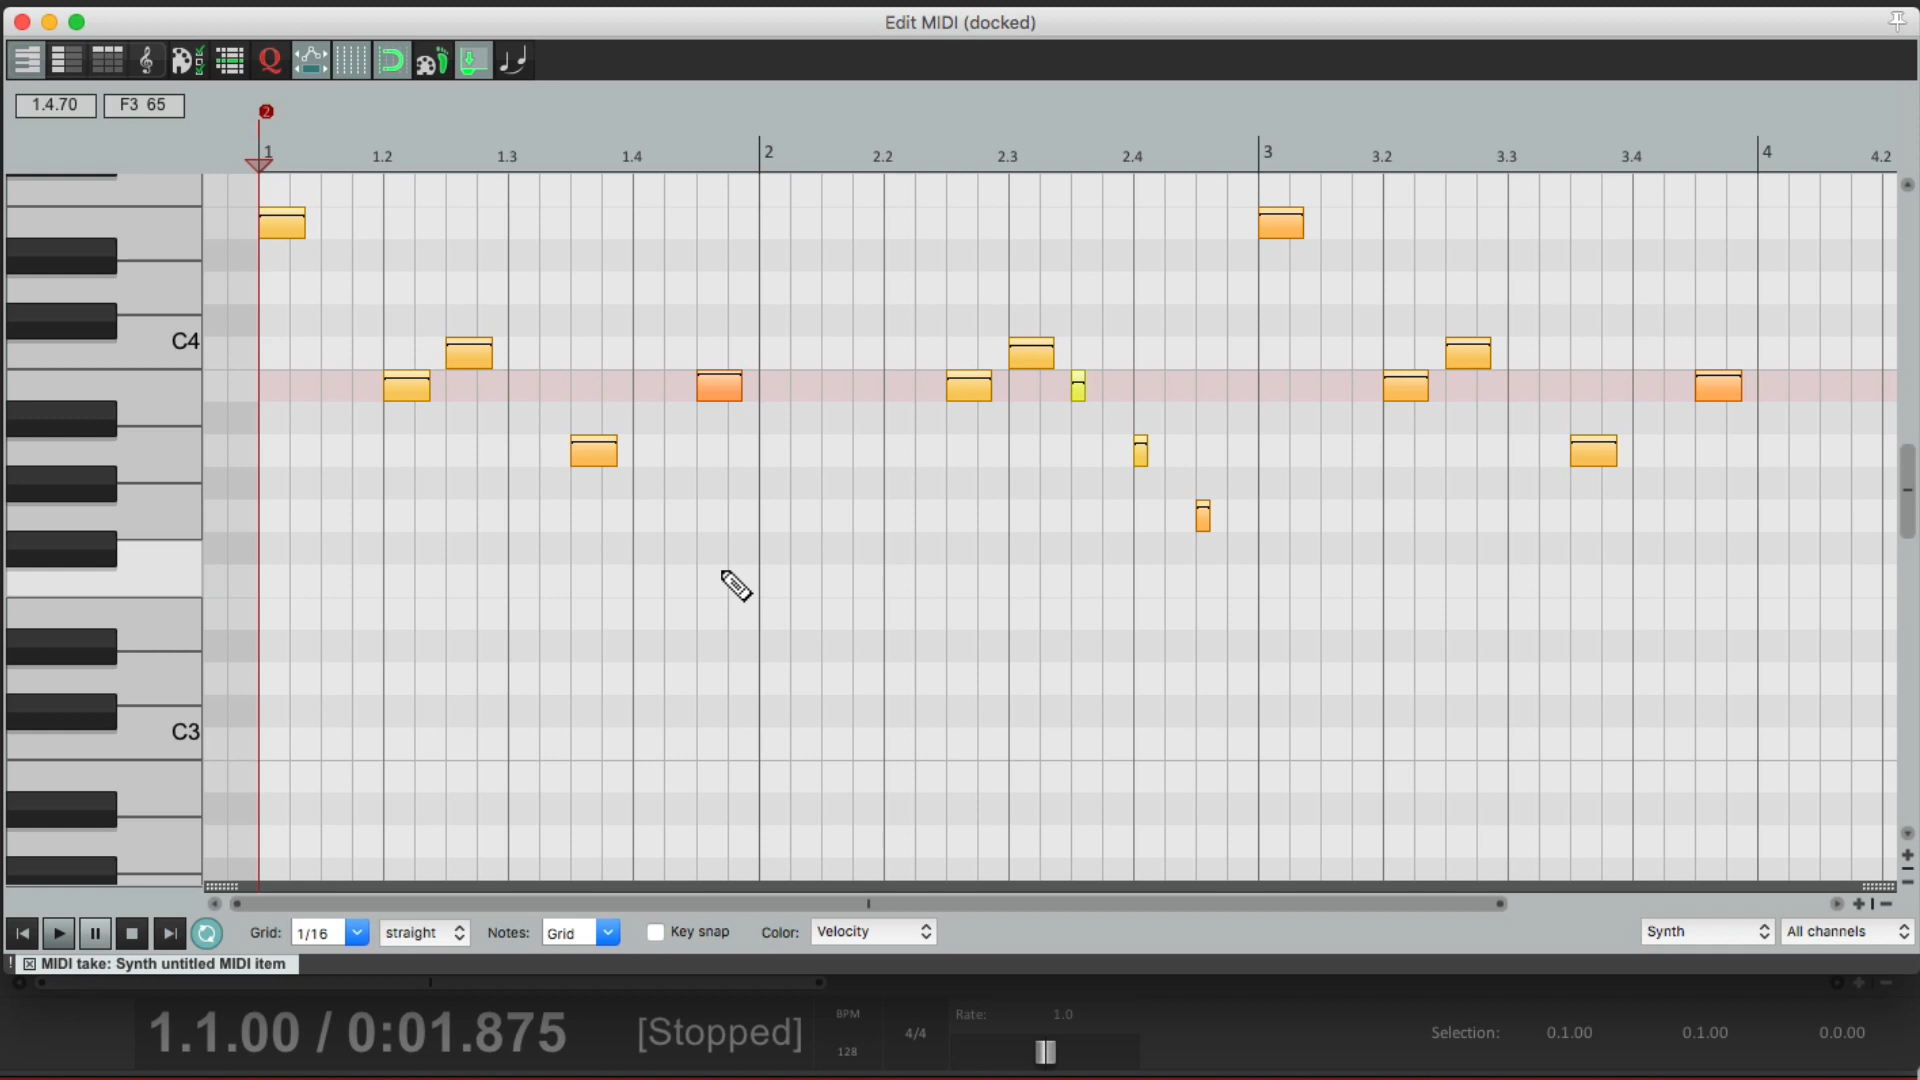 Edit MIDI (docked)
Q
1.4.70 F3 65
2
1 1.2 1.3 1.4 2 2.2 2.3 2.4 3 3.2 3.3 3.4 4 4.2
C4
C3
Grid: 1/16 straight Notes: Grid Key snap Color: Velocity Synth All channels
! MIDI take: Synth untitled MIDI item
1.1.00 / 0:01.875 [Stopped] BPM 128 4/4 Rate: 1.0 Selection: 0.1.00 0.1.00 0.0.00